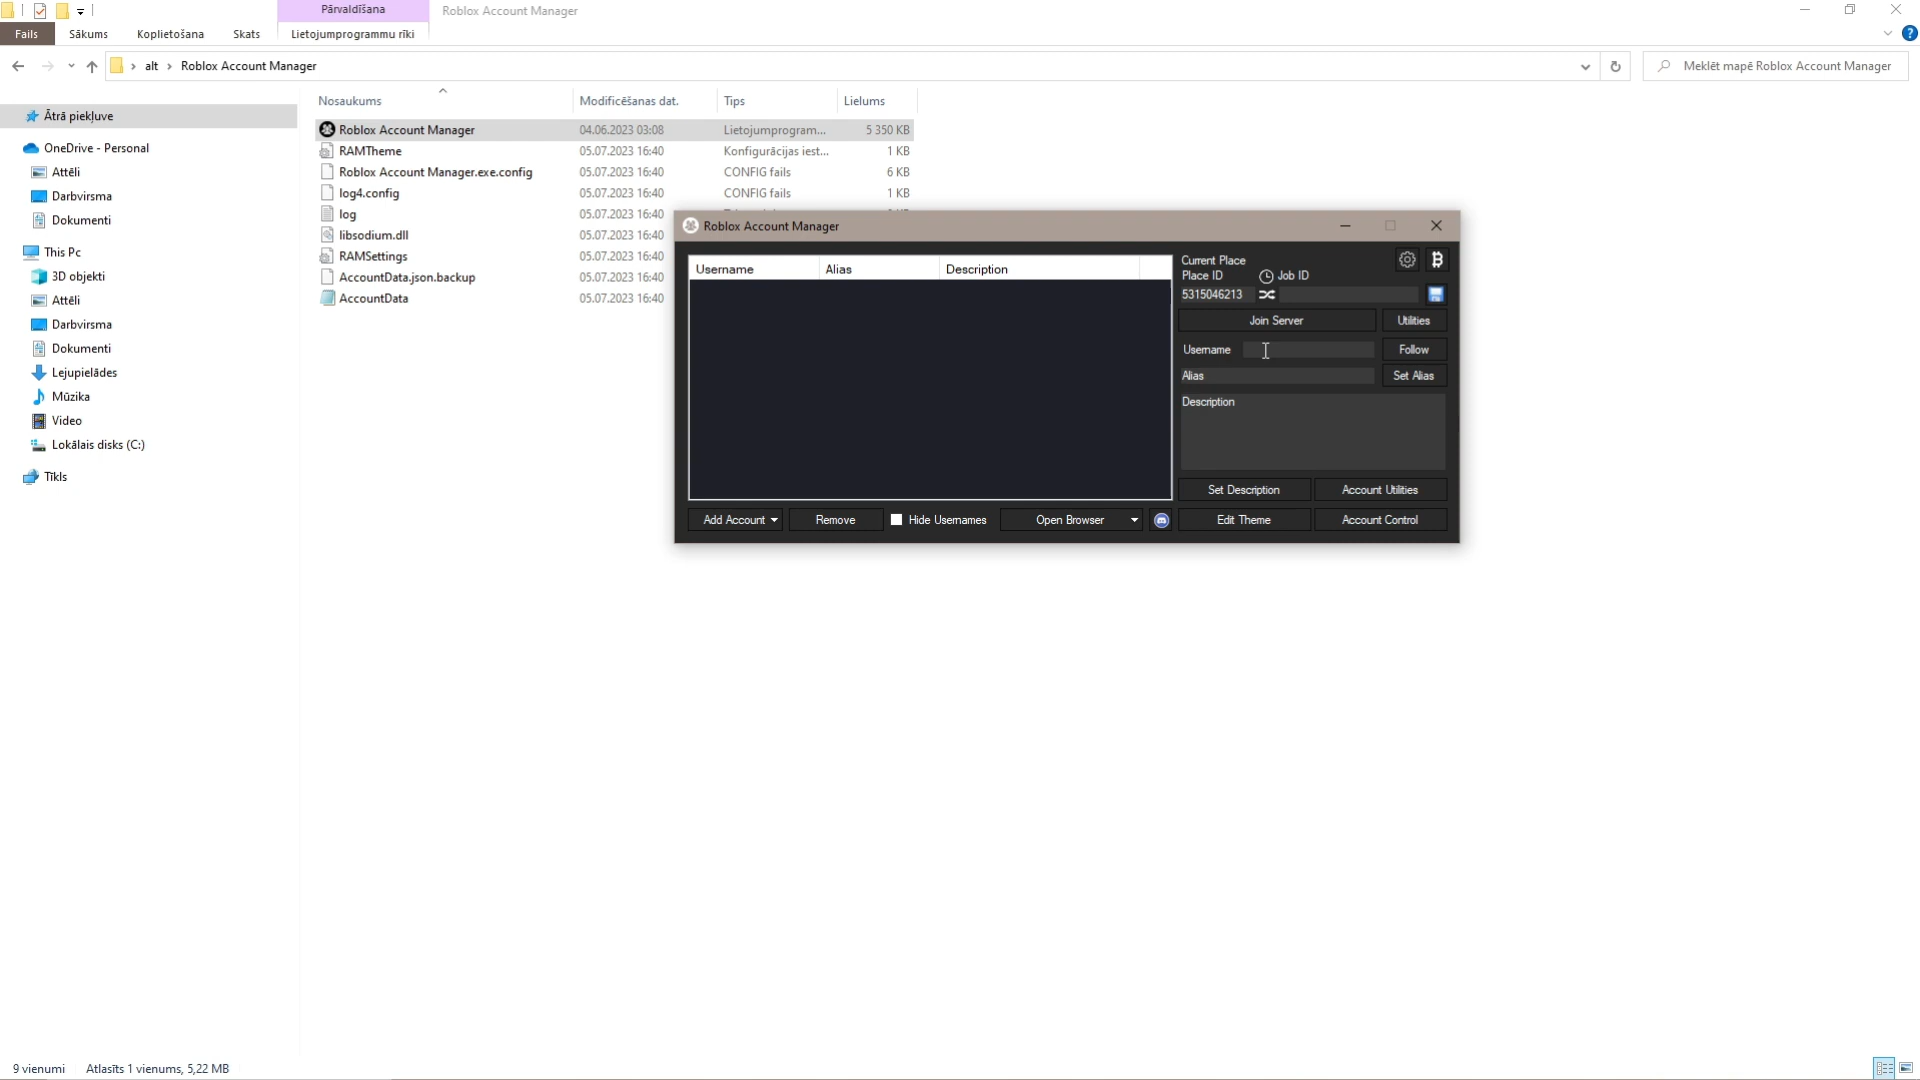 Pārvaldīšana
Roblox Account Manager
Fails
Sākums
Koplietošana
Skats
Lietojumprogrammu rīki
alt
Roblox Account Manager
Meklēt mapē Roblox Account Manager
Nosaukums
Modificēšanas dat.
Tips
Lielums
Ātrā piekļuve
OneDrive - Personal
Attēli
Darbvirsma
Dokumenti
This Pc
3D objekti
Attēli
Darbvirsma
Dokumenti
Lejupielādes
Mūzika
Video
Lokālais disks (C:)
Tīkls
Roblox Account Manager 04.06.2023 03:08 Lietojumprogram... 5 350 KB
RAMTheme 05.07.2023 16:40 Konfigurācijas iest... 1 KB
Roblox Account Manager.exe.config 05.07.2023 16:40 CONFIG fails 6 KB
log4.config 05.07.2023 16:40 CONFIG fails 1 KB
log 05.07.2023 16:40
libsodium.dll 05.07.2023 16:40
RAMSettings 05.07.2023 16:40
AccountData.json.backup 05.07.2023 16:40
AccountData 05.07.2023 16:40
Roblox Account Manager
Username Alias Description
Current Place
Place ID Job ID
5315046213
Join Server Utilities
Username Follow
Alias Set Alias
Description
Set Description Account Utilities
Add Account Remove Hide Usernames Open Browser Edit Theme Account Control
9 vienumi Atlasīts 1 vienums, 5,22 MB